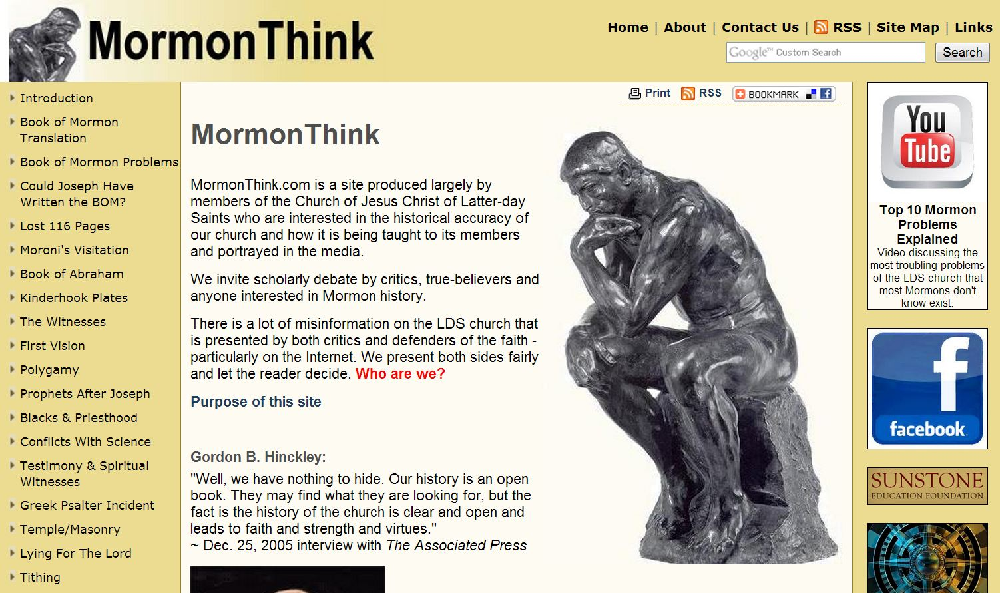 MormonThink
Home | About | Contact Us | RSS | Site Map | Links
Google™ Custom Search
Search
Introduction
Book of Mormon
Translation
Book of Mormon Problems
Could Joseph Have
Written the BOM?
Lost 116 Pages
Moroni's Visitation
Book of Abraham
Kinderhook Plates
The Witnesses
First Vision
Polygamy
Prophets After Joseph
Blacks & Priesthood
Conflicts With Science
Testimony & Spiritual
Witnesses
Greek Psalter Incident
Temple/Masonry
Lying For The Lord
Tithing
Print RSS BOOKMARK
MormonThink
MormonThink.com is a site produced largely by
members of the Church of Jesus Christ of Latter-day
Saints who are interested in the historical accuracy of
our church and how it is being taught to its members
and portrayed in the media.
We invite scholarly debate by critics, true-believers and
anyone interested in Mormon history.
There is a lot of misinformation on the LDS church that
is presented by both critics and defenders of the faith -
particularly on the Internet. We present both sides fairly
and let the reader decide. Who are we?
Purpose of this site
Gordon B. Hinckley:
"Well, we have nothing to hide. Our history is an open
book. They may find what they are looking for, but the
fact is the history of the church is clear and open and
leads to faith and strength and virtues."
~ Dec. 25, 2005 interview with The Associated Press
You
Tube
Top 10 Mormon
Problems
Explained
Video discussing the
most troubling problems
of the LDS church that
most Mormons don't
know exist.
facebook
SUNSTONE
EDUCATION FOUNDATION